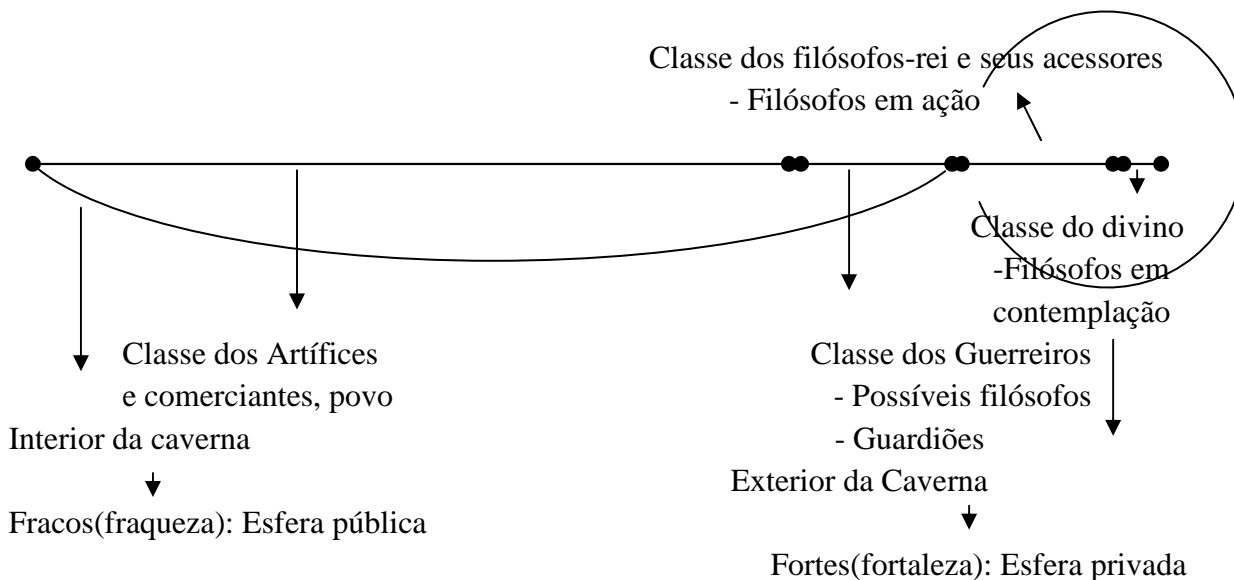 Classe dos filósofos-rei e seus acessores
- Filósofos em ação
Classe do divino
-Filósofos em
contemplação
Classe dos Artífices
e comerciantes, povo
Interior da caverna
Fracos(fraqueza): Esfera pública
Classe dos Guerreiros
- Possíveis filósofos
- Guardiões
Exterior da Caverna
Fortes(fortaleza): Esfera privada